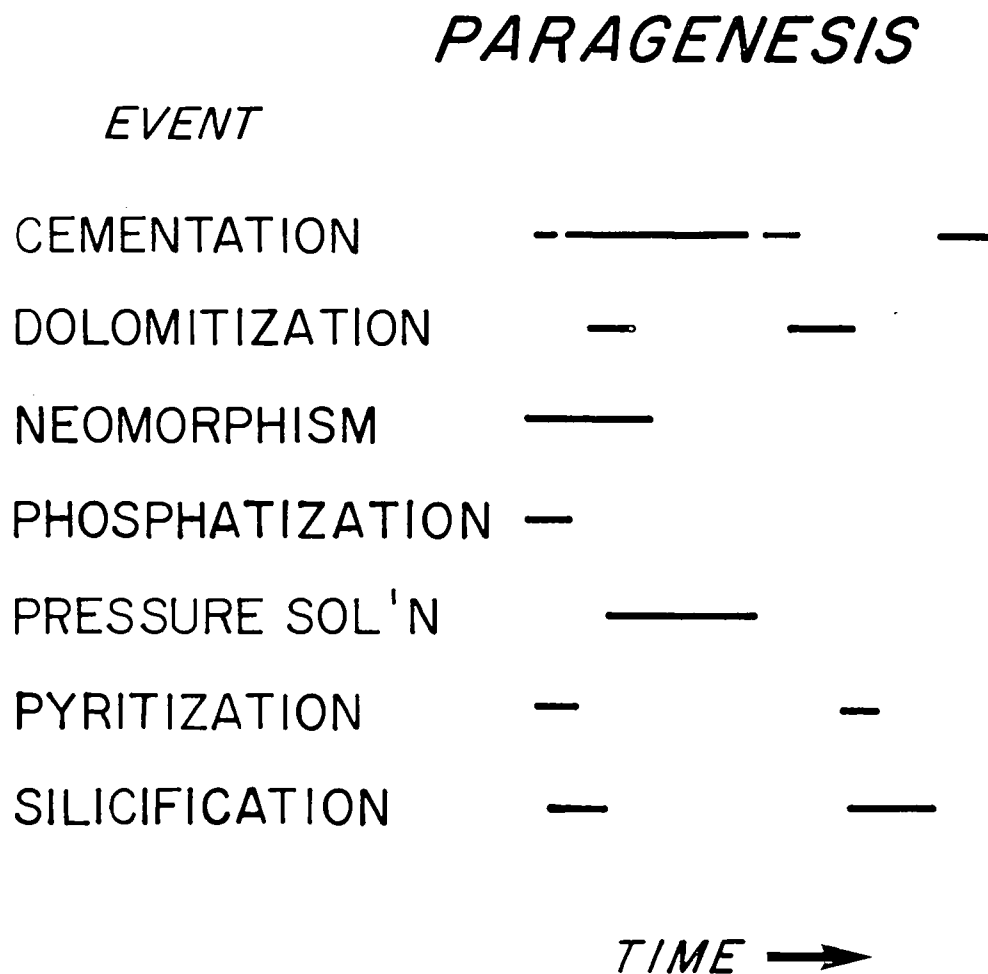 PARAGENESIS
EVENT
CEMENTATION
DOLOMITIZATION
NEOMORPHISM
PHOSPHATIZATION
PRESSURE SOL'N
PYRITIZATION
SILICIFICATION
TIME